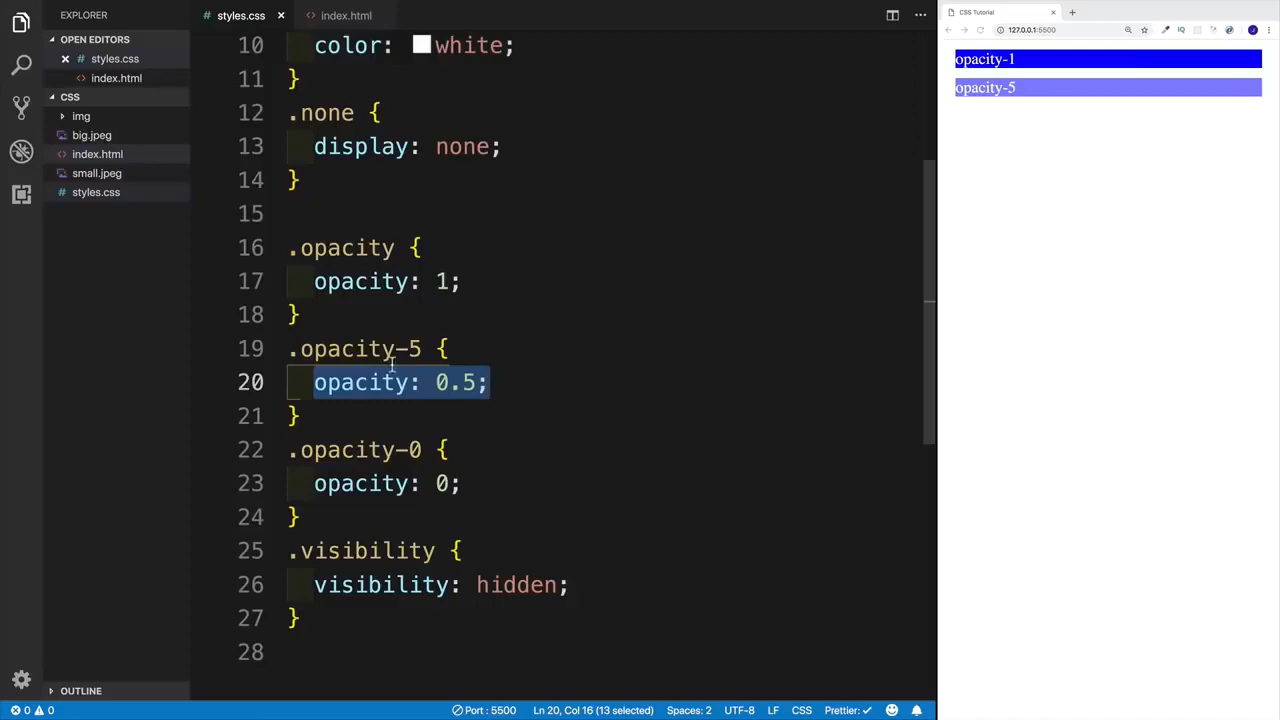 EXPLORER
OPEN EDITORS
styles.css
index.html
CSS
img
big.jpeg
index.html
small.jpeg
styles.css
OUTLINE
# styles.css
index.html
10 color: white;
11 }
12 .none {
13 display: none;
14 }
15
16 .opacity {
17 opacity: 1;
18 }
19 .opacity-5 {
20 opacity: 0.5;
21 }
22 .opacity-0 {
23 opacity: 0;
24 }
25 .visibility {
26 visibility: hidden;
27 }
28
0 0
Port : 5500
Ln 20, Col 16 (13 selected)
Spaces: 2
UTF-8
LF
CSS
Prettier:
CSS Tutorial
127.0.0.1:5500
opacity-1
opacity-5